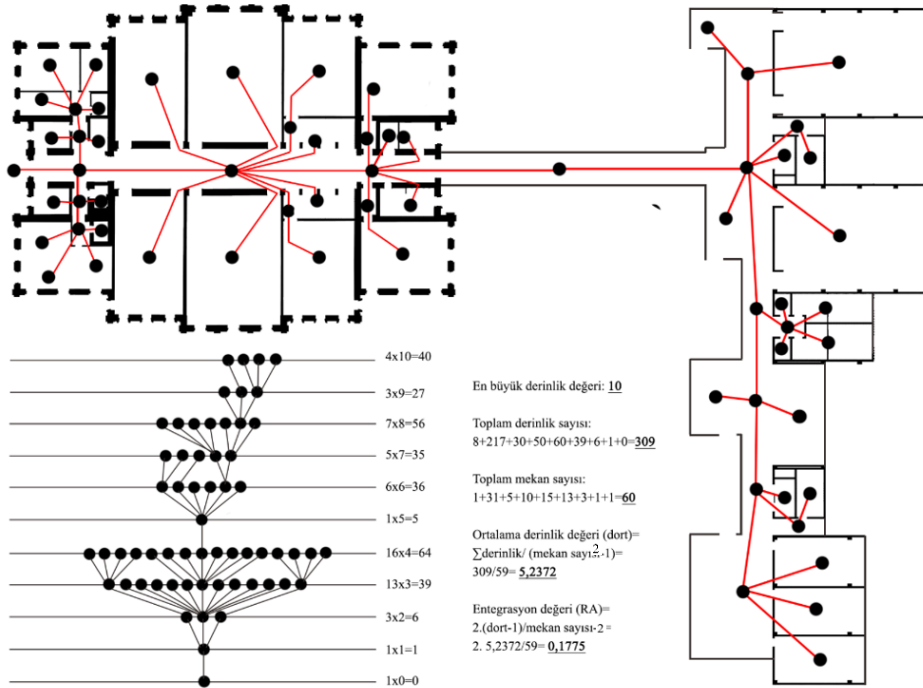 4x10=40
3x9=27
7x8=56
5x7=35
6x6=36
1x5=5
16x4=64
13x3=39
3x2=6
1x1=1
1x0=0
En büyük derinlik değeri: 10
Toplam derinlik sayısı:
8+217+30+50+60+39+6+1+0=309
Toplam mekan sayısı:
1+31+5+10+15+13+3+1+1=60
Ortalama derinlik değeri (dort)=
∑derinlik/ (mekan sayısı-1)=
309/59= 5,2372
Entegrasyon değeri (RA)=
2.(dort-1)/mekan sayısı-2 =
2. 5,2372/59= 0,1775